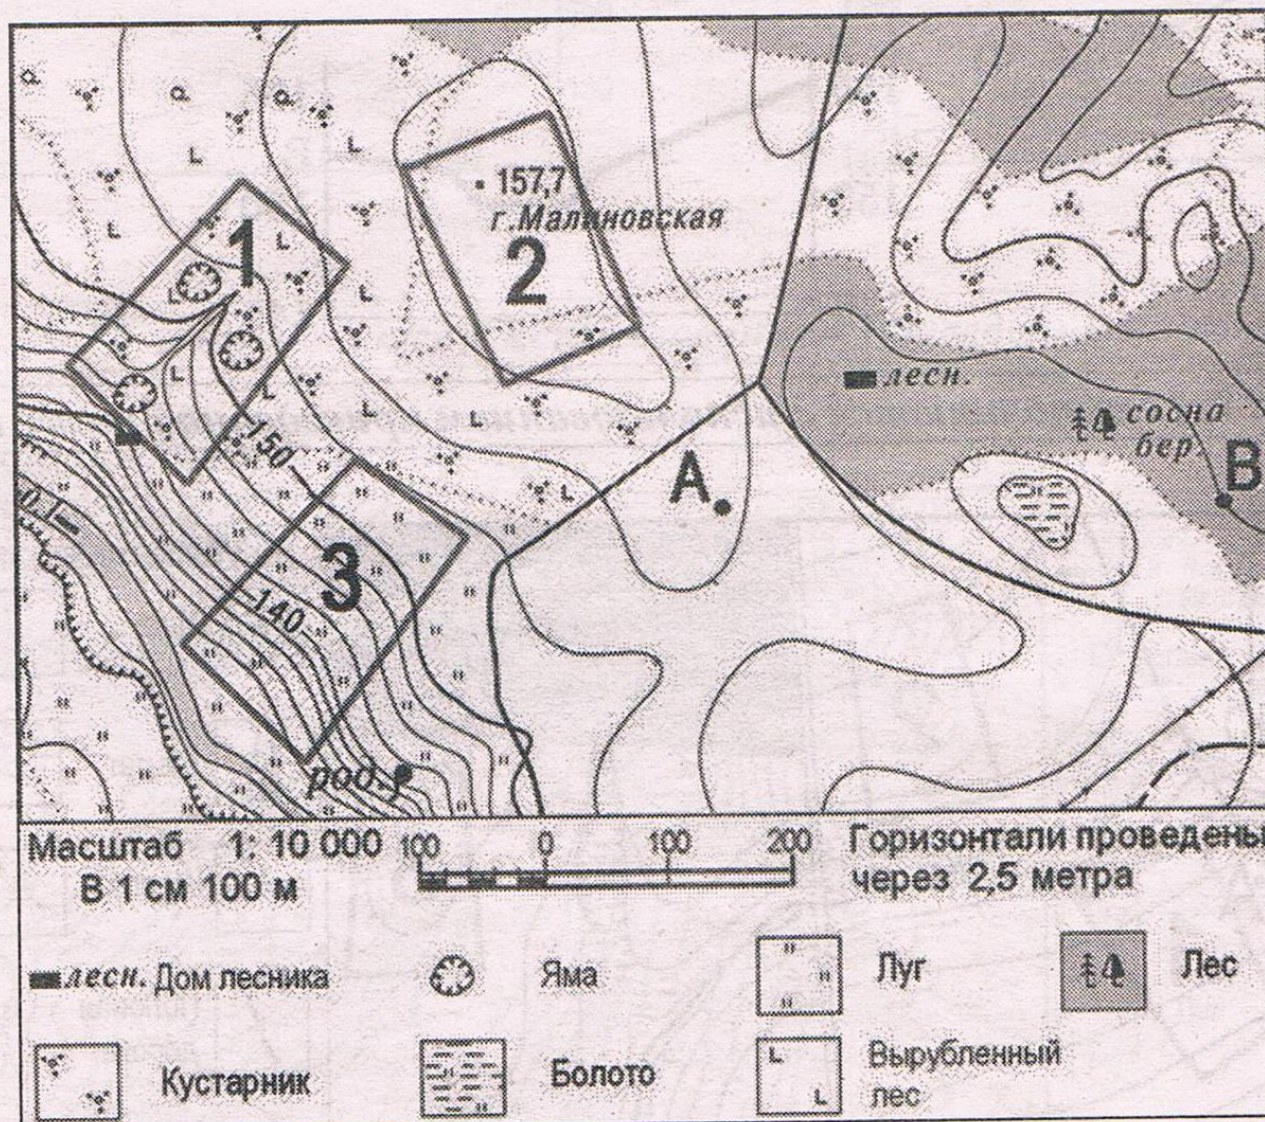 1
• 157,7
г.Малиновская
2
лесн.
сосна
бер.
150
А
В
0,1
3
140
род.
Масштаб 1: 10 000
В 1 см 100 м
100 0 100 200
Горизонтали проведены
через 2,5 метра
лесн. Дом лесника
Яма
Луг
Лес
Кустарник
Болото
Вырубленный
лес